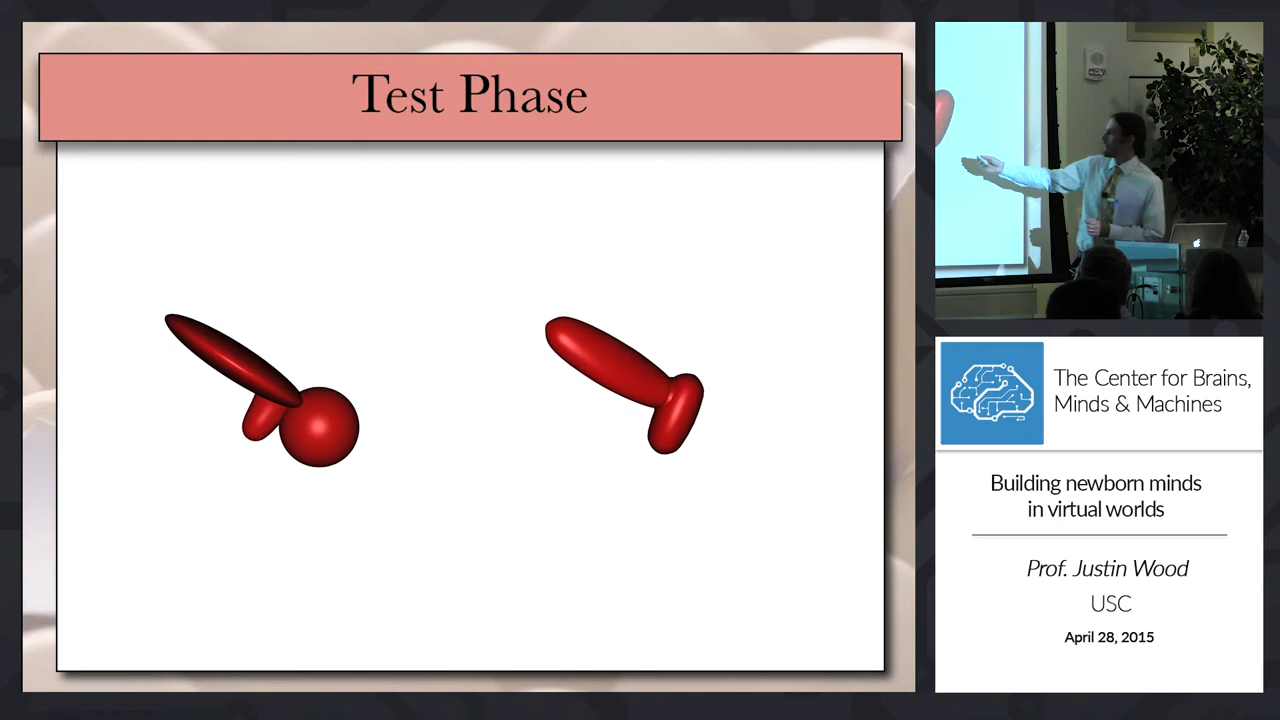 Test Phase
The Center for Brains,
Minds & Machines
Building newborn minds
in virtual worlds
Prof. Justin Wood
USC
April 28, 2015